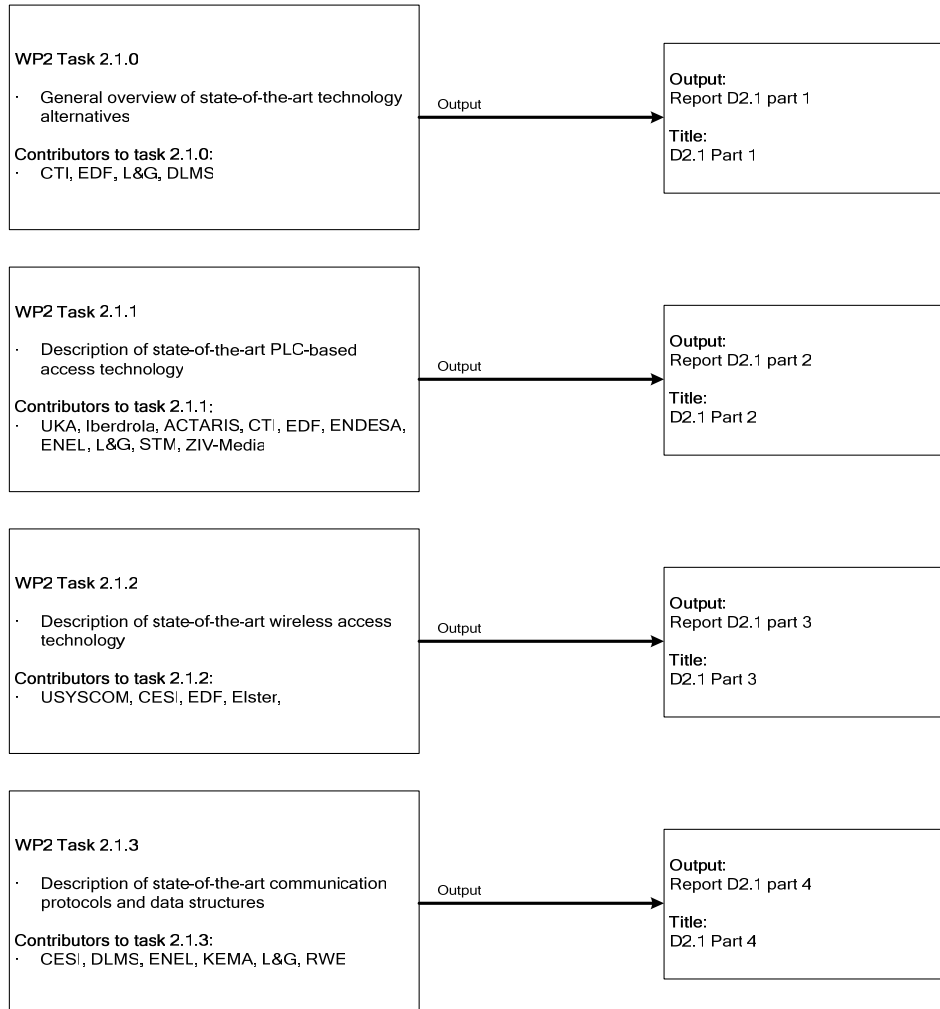 WP2 Task 2.1.0
· General overview of state-of-the-art technology
alternatives
Contributors to task 2.1.0:
· CTI, EDF, L&G, DLMS
Output
Output:
Report D2.1 part 1
Title:
D2.1 Part 1
WP2 Task 2.1.1
· Description of state-of-the-art PLC-based
access technology
Contributors to task 2.1.1:
· UKA, Iberdrola, ACTARIS, CTI, EDF, ENDESA,
ENEL, L&G, STM, ZIV-Media
Output
Output:
Report D2.1 part 2
Title:
D2.1 Part 2
WP2 Task 2.1.2
· Description of state-of-the-art wireless access
technology
Contributors to task 2.1.2:
· USYSCOM, CESI, EDF, Elster,
Output
Output:
Report D2.1 part 3
Title:
D2.1 Part 3
WP2 Task 2.1.3
· Description of state-of-the-art communication
protocols and data structures
Contributors to task 2.1.3:
· CESI, DLMS, ENEL, KEMA, L&G, RWE
Output
Output:
Report D2.1 part 4
Title:
D2.1 Part 4